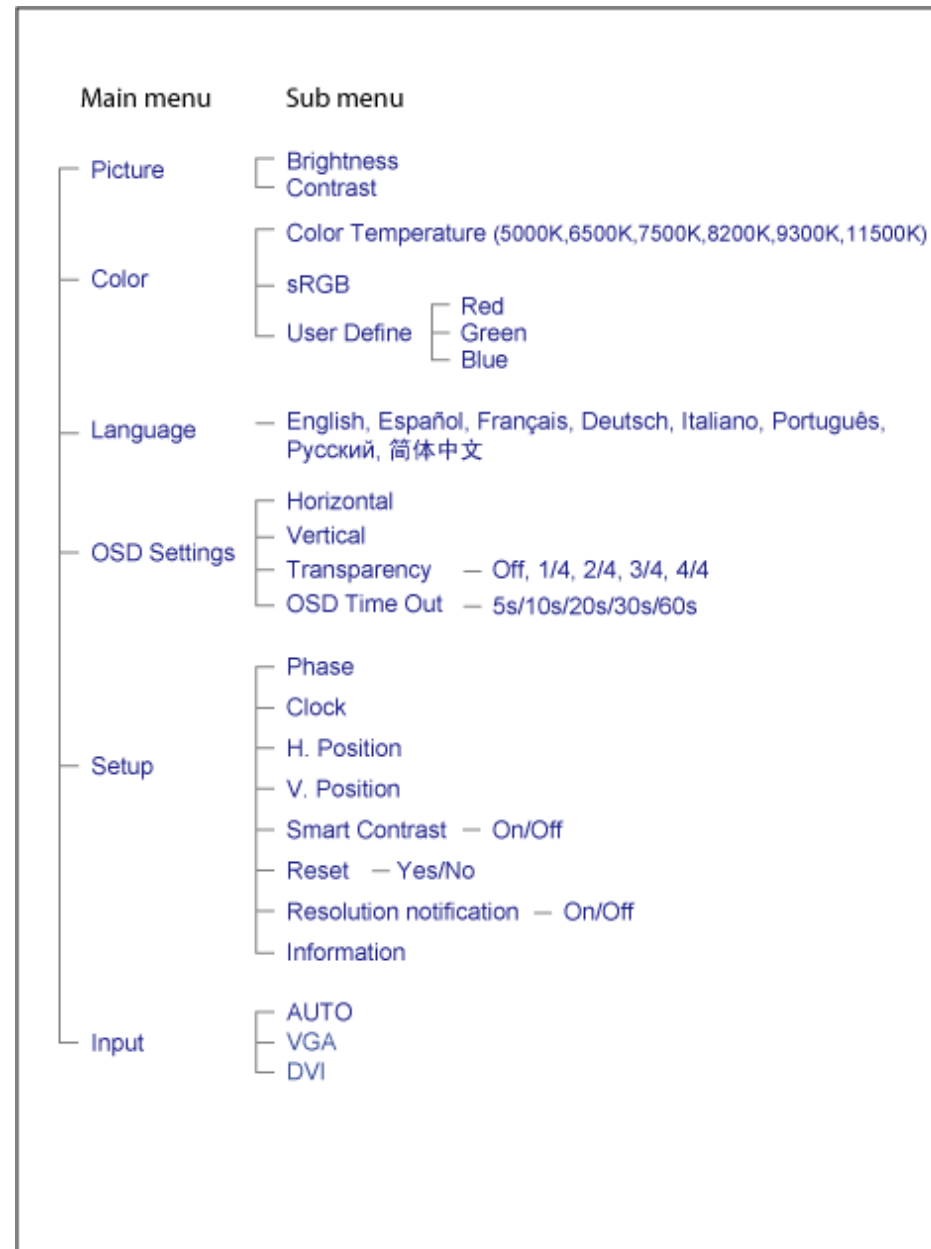 Main menu Sub menu
Picture Brightness
Contrast
Color Temperature (5000K,6500K,7500K,8200K,9300K,11500K)
Color sRGB
Red
User Define Green
Blue
Language English, Español, Français, Deutsch, Italiano, Português,
Русский, 简体中文
Horizontal
Vertical
OSD Settings
Transparency Off, 1/4, 2/4, 3/4, 4/4
OSD Time Out 5s/10s/20s/30s/60s
Phase
Clock
H. Position
Setup
V. Position
Smart Contrast On/Off
Reset Yes/No
Resolution notification On/Off
Information
AUTO
Input VGA
DVI